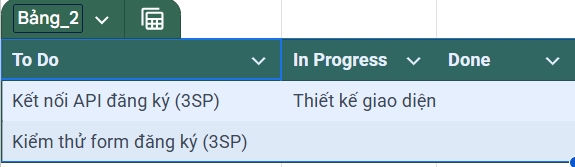 Bảng_2
To Do In Progress Done
Kết nối API đăng ký (3SP) Thiết kế giao diện
Kiểm thử form đăng ký (3SP)